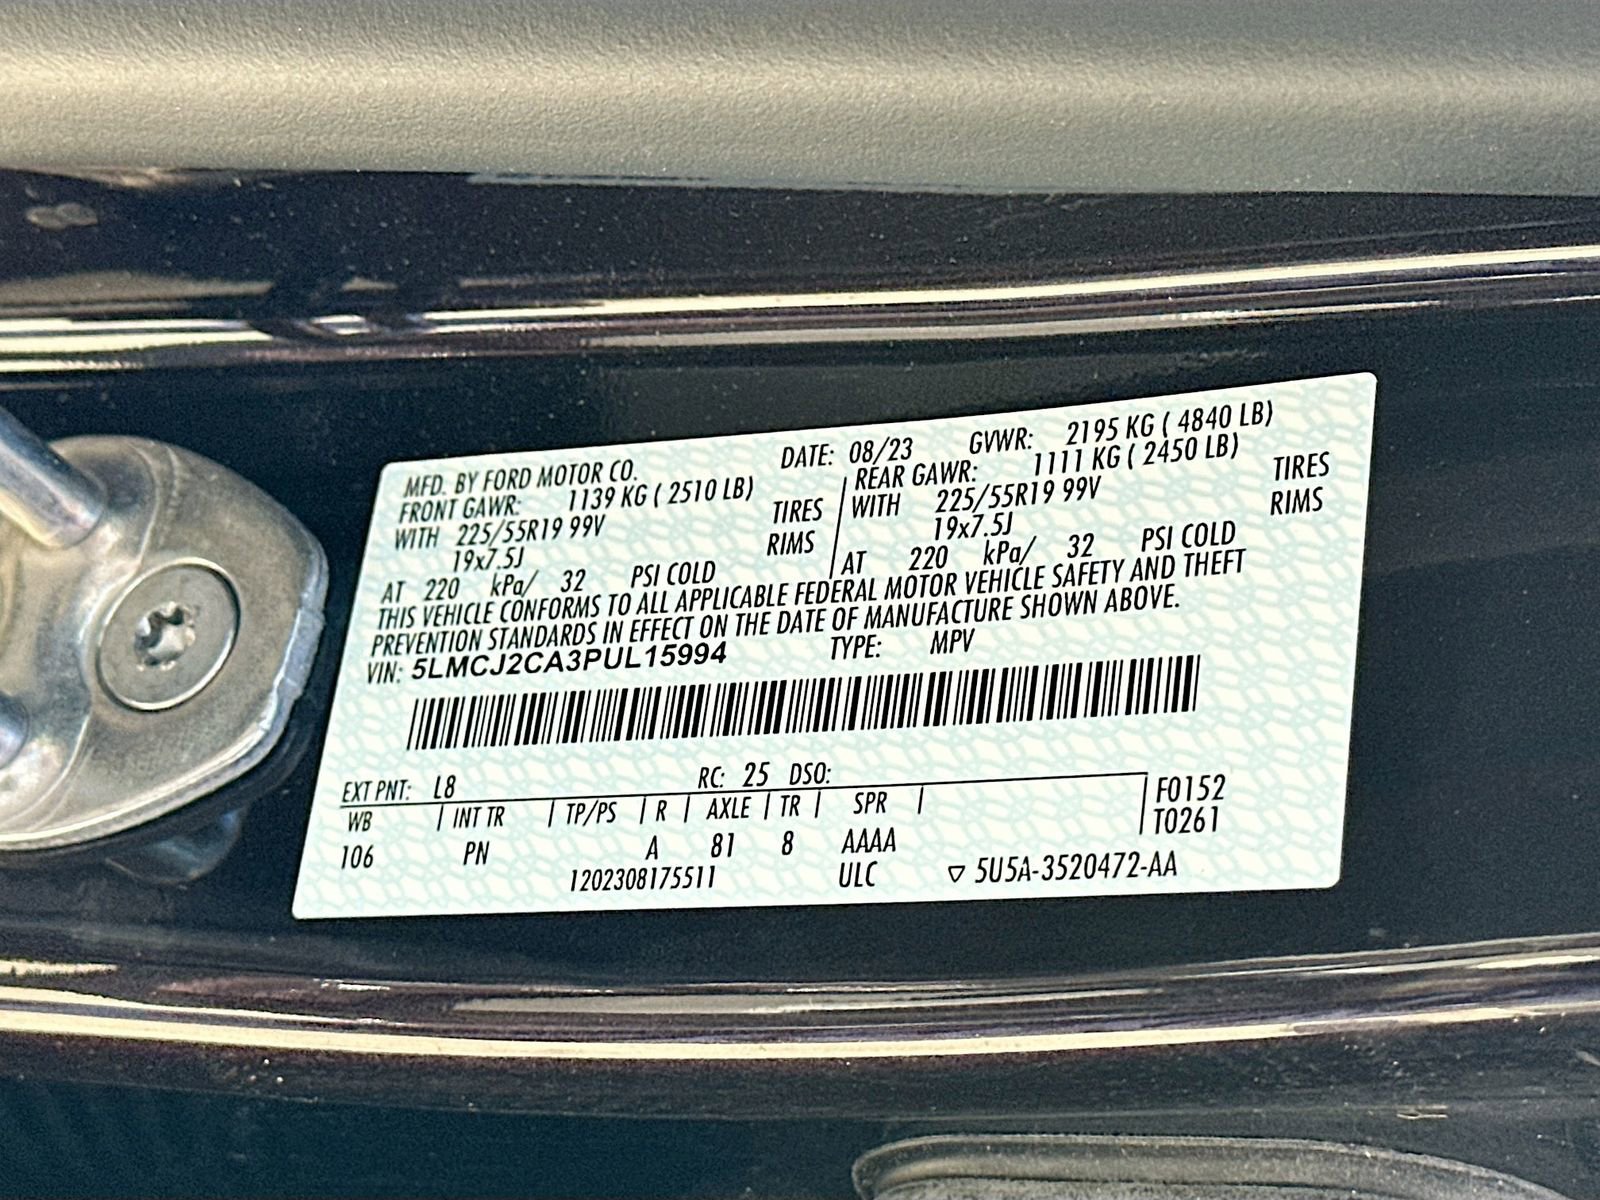 MFD. BY FORD MOTOR CO. DATE: 08/23 GVWR: 2195 KG ( 4840 LB)
FRONT GAWR: 1139 KG ( 2510 LB) REAR GAWR: 1111 KG ( 2450 LB)
WITH 225/55R19 99V TIRES WITH 225/55R19 99V TIRES
19x7.5J RIMS 19x7.5J RIMS
AT 220 kPa/ 32 PSI COLD AT 220 kPa/ 32 PSI COLD
THIS VEHICLE CONFORMS TO ALL APPLICABLE FEDERAL MOTOR VEHICLE SAFETY AND THEFT
PREVENTION STANDARDS IN EFFECT ON THE DATE OF MANUFACTURE SHOWN ABOVE.
VIN: 5LMCJ2CA3PUL15994 TYPE: MPV
EXT PNT: L8 RC: 25 DSO:
WB INT TR TP/PS R AXLE TR SPR F0152
T0261
106 PN A 81 8 AAAA
1202308175511 ULC ▽ 5U5A-3520472-AA